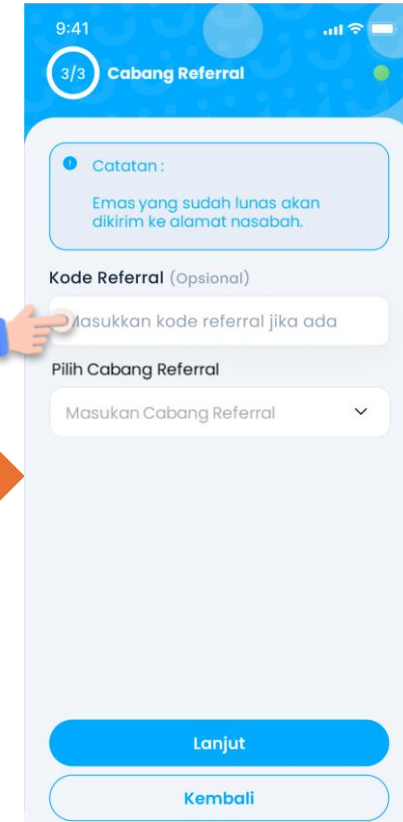 9:41
3/3 Cabang Referral
Catatan :
Emas yang sudah lunas akan
dikirim ke alamat nasabah.
Kode Referral (Opsional)
Masukkan kode referral jika ada
Pilih Cabang Referral
Masukan Cabang Referral
Lanjut
Kembali